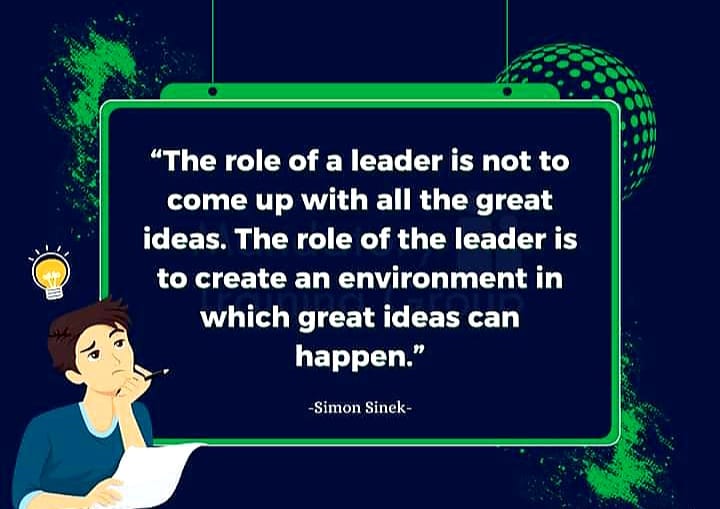 “The role of a leader is not to
come up with all the great
ideas. The role of the leader is
to create an environment in
which great ideas can
happen.”
-Simon Sinek-